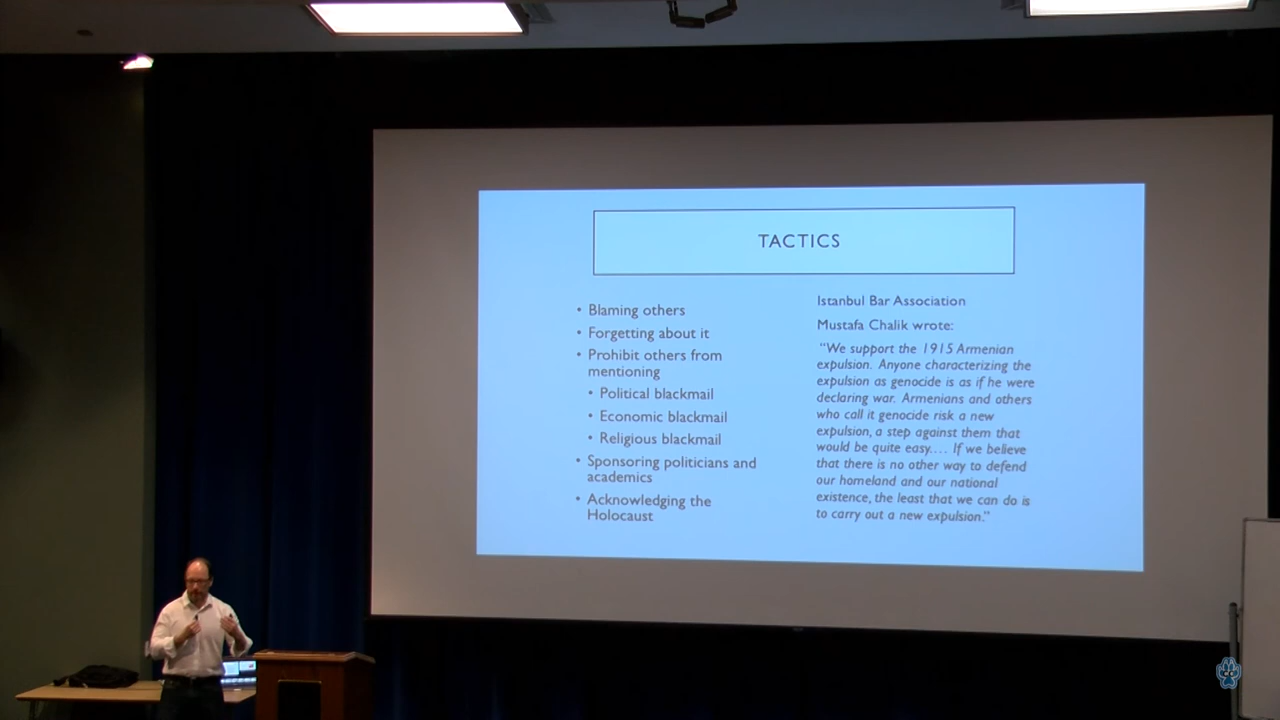 TACTICS
• Blaming others
• Forgetting about it
• Prohibit others from
mentioning
• Political blackmail
• Economic blackmail
• Religious blackmail
• Sponsoring politicians and
academics
• Acknowledging the
Holocaust
Istanbul Bar Association
Mustafa Chalik wrote:
“We support the 1915 Armenian
expulsion. Anyone characterizing the
expulsion as genocide is as if he were
declaring war. Armenians and others
who call it genocide risk a new
expulsion, a step against them that
would be quite easy.... If we believe
that there is no other way to defend
our homeland and our national
existence, the least that we can do is
to carry out a new expulsion.”